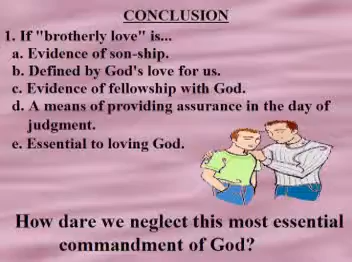 CONCLUSION
1. If "brotherly love" is...
a. Evidence of son-ship.
b. Defined by God's love for us.
c. Evidence of fellowship with God.
d. A means of providing assurance in the day of
judgment.
e. Essential to loving God.
How dare we neglect this most essential
commandment of God?